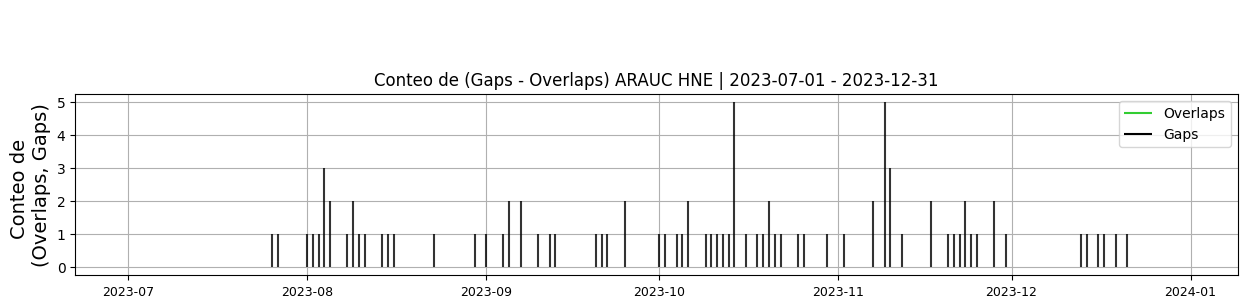 Conteo de (Gaps - Overlaps) ARAUC HNE | 2023-07-01 - 2023-12-31
Conteo de
(Overlaps, Gaps)
5
4
3
2
1
0
Overlaps
Gaps
2023-07
2023-08
2023-09
2023-10
2023-11
2023-12
2024-01